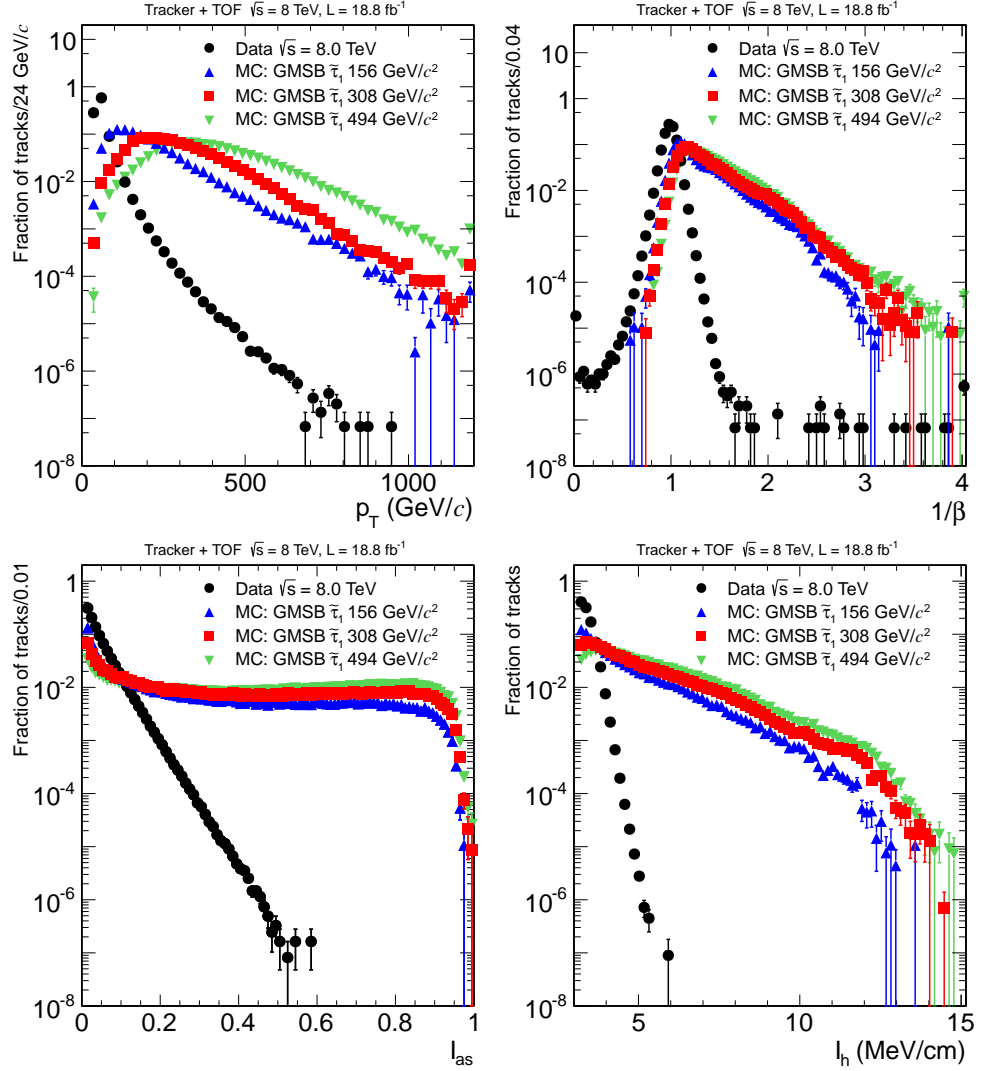 Tracker + TOF √s = 8 TeV, L = 18.8 fb⁻¹
Fraction of tracks/24 GeV/c
10
1
10⁻²
10⁻⁴
10⁻⁶
10⁻⁸
Data √s = 8.0 TeV
MC: GMSB τ̃₁ 156 GeV/c²
MC: GMSB τ̃₁ 308 GeV/c²
MC: GMSB τ̃₁ 494 GeV/c²
0 500 1000
p_T (GeV/c)
Tracker + TOF √s = 8 TeV, L = 18.8 fb⁻¹
Fraction of tracks/0.04
10
1
10⁻²
10⁻⁴
10⁻⁶
10⁻⁸
Data √s = 8.0 TeV
MC: GMSB τ̃₁ 156 GeV/c²
MC: GMSB τ̃₁ 308 GeV/c²
MC: GMSB τ̃₁ 494 GeV/c²
0 1 2 3 4
1/β
Tracker + TOF √s = 8 TeV, L = 18.8 fb⁻¹
Fraction of tracks/0.01
1
10⁻²
10⁻⁴
10⁻⁶
10⁻⁸
Data √s = 8.0 TeV
MC: GMSB τ̃₁ 156 GeV/c²
MC: GMSB τ̃₁ 308 GeV/c²
MC: GMSB τ̃₁ 494 GeV/c²
0 0.2 0.4 0.6 0.8 1
I_as
Tracker + TOF √s = 8 TeV, L = 18.8 fb⁻¹
Fraction of tracks
1
10⁻²
10⁻⁴
10⁻⁶
10⁻⁸
Data √s = 8.0 TeV
MC: GMSB τ̃₁ 156 GeV/c²
MC: GMSB τ̃₁ 308 GeV/c²
MC: GMSB τ̃₁ 494 GeV/c²
5 10 15
I_h (MeV/cm)